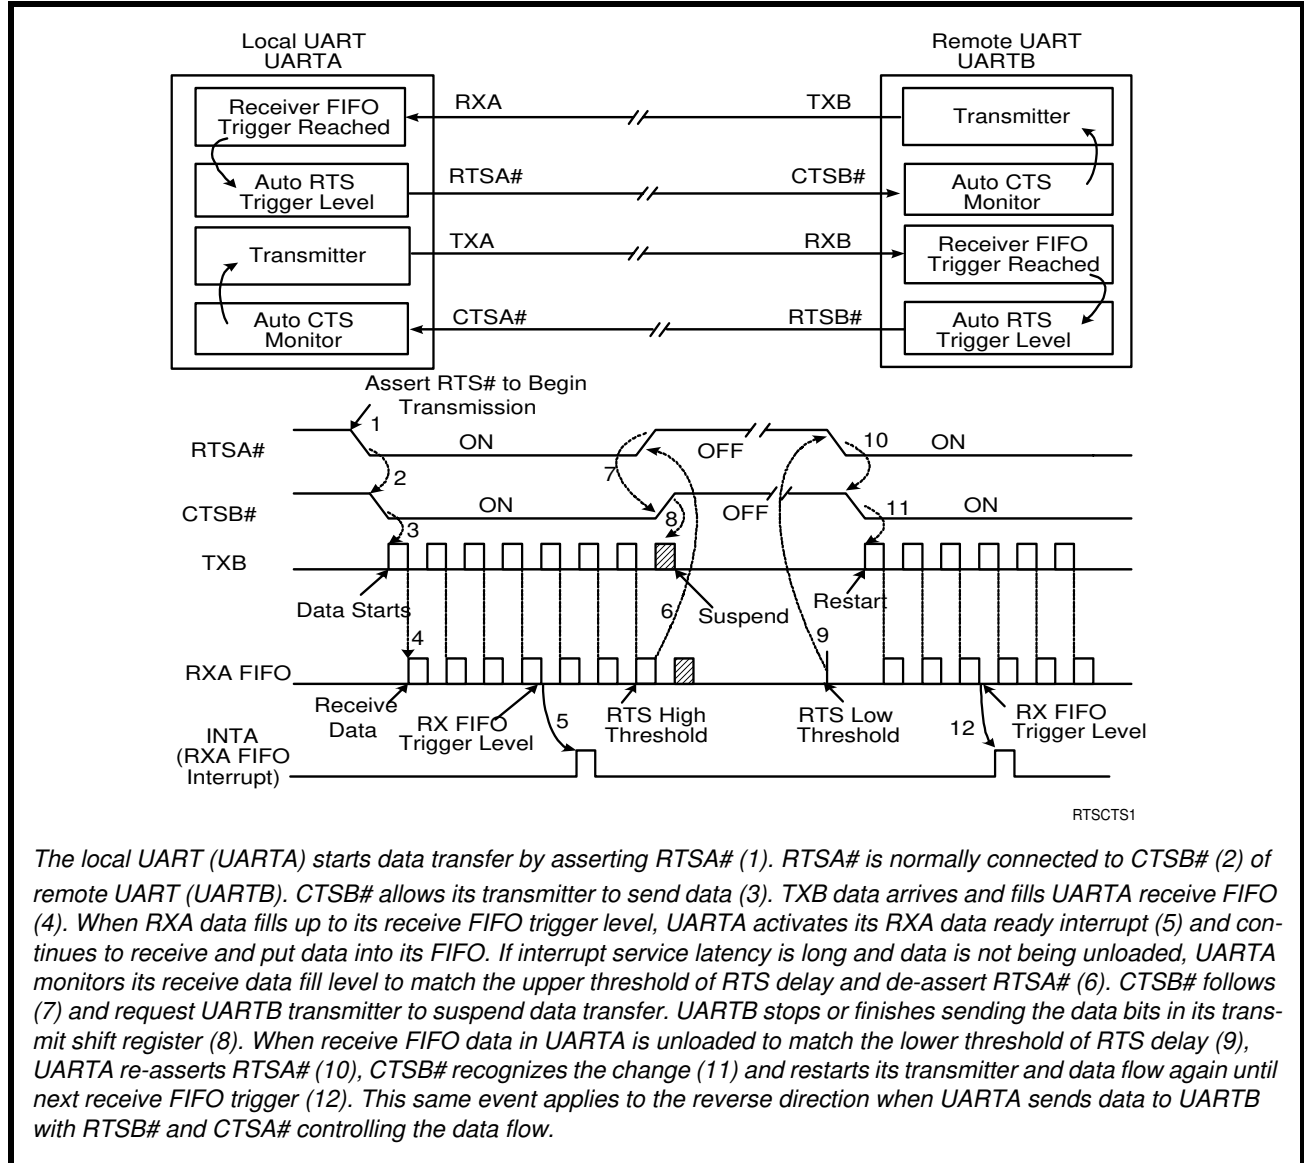 Local UART
UARTA
Remote UART
UARTB
Receiver FIFO
Trigger Reached
RXA
TXB
Transmitter
Auto RTS
Trigger Level
RTSA#
CTSB#
Auto CTS
Monitor
Transmitter
TXA
RXB
Receiver FIFO
Trigger Reached
Auto CTS
Monitor
CTSA#
RTSB#
Auto RTS
Trigger Level
Assert RTS# to Begin
Transmission
1
RTSA#
ON
OFF
10
ON
2
7
CTSB#
ON
8
OFF
11
ON
3
TXB
Data Starts
6
Suspend
Restart
4
9
RXA FIFO
Receive
Data
RX FIFO
Trigger Level
5
RTS High
Threshold
RTS Low
Threshold
12
RX FIFO
Trigger Level
INTA
(RXA FIFO
Interrupt)
RTSCTS1
The local UART (UARTA) starts data transfer by asserting RTSA# (1). RTSA# is normally connected to CTSB# (2) of
remote UART (UARTB). CTSB# allows its transmitter to send data (3). TXB data arrives and fills UARTA receive FIFO
(4). When RXA data fills up to its receive FIFO trigger level, UARTA activates its RXA data ready interrupt (5) and con-
tinues to receive and put data into its FIFO. If interrupt service latency is long and data is not being unloaded, UARTA
monitors its receive data fill level to match the upper threshold of RTS delay and de-assert RTSA# (6). CTSB# follows
(7) and request UARTB transmitter to suspend data transfer. UARTB stops or finishes sending the data bits in its trans-
mit shift register (8). When receive FIFO data in UARTA is unloaded to match the lower threshold of RTS delay (9),
UARTA re-asserts RTSA# (10), CTSB# recognizes the change (11) and restarts its transmitter and data flow again until
next receive FIFO trigger (12). This same event applies to the reverse direction when UARTA sends data to UARTB
with RTSB# and CTSA# controlling the data flow.